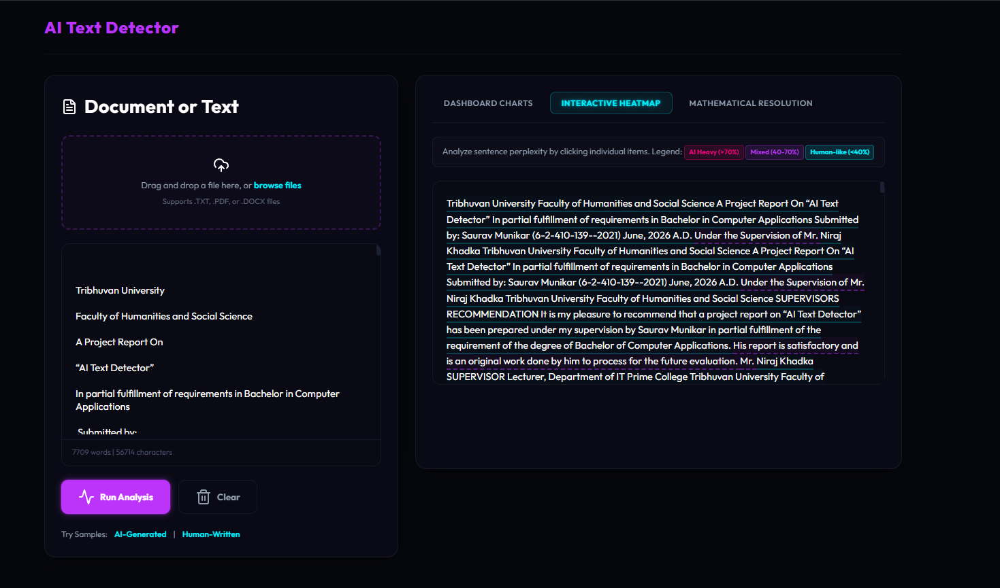 AI Text Detector
Document or Text
Drag and drop a file here, or browse files
Supports .TXT, .PDF, or .DOCX files
Tribhuvan University
Faculty of Humanities and Social Science
A Project Report On
“AI Text Detector”
In partial fulfillment of requirements in Bachelor in Computer
Applications
Submitted by:
7709 words | 56714 characters
Run Analysis
Clear
Try Samples: AI-Generated | Human-Written
DASHBOARD CHARTS
INTERACTIVE HEATMAP
MATHEMATICAL RESOLUTION
Analyze sentence perplexity by clicking individual items. Legend: AI Heavy (>70%) Mixed (40-70%) Human-like (<40%)
Tribhuvan University Faculty of Humanities and Social Science A Project Report On “AI Text
Detector” In partial fulfillment of requirements in Bachelor in Computer Applications Submitted
by: Saurav Munikar (6-2-410-139--2021) June, 2026 A.D. Under the Supervision of Mr. Niraj
Khadka Tribhuvan University Faculty of Humanities and Social Science A Project Report On “AI
Text Detector” In partial fulfillment of requirements in Bachelor in Computer Applications
Submitted by: Saurav Munikar (6-2-410-139--2021) June, 2026 A.D. Under the Supervision of Mr.
Niraj Khadka Tribhuvan University Faculty of Humanities and Social Science SUPERVISORS
RECOMMENDATION It is my pleasure to recommend that a project report on “AI Text Detector”
has been prepared under my supervision by Saurav Munikar in partial fulfillment of the
requirement of the degree of Bachelor of Computer Applications. His report is satisfactory and
is an original work done by him to process for the future evaluation. Mr. Niraj Khadka
SUPERVISOR Lecturer, Department of IT Prime College Tribhuvan University Faculty of